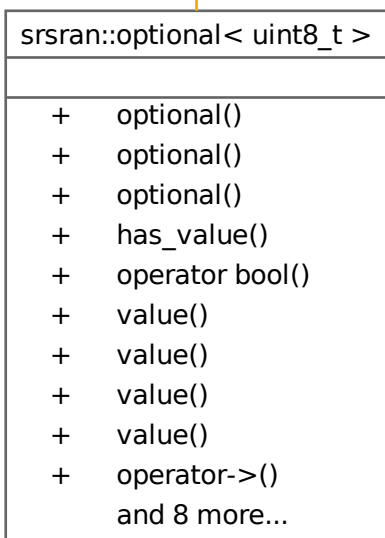 srsran::optional< uint8_t >
+ optional()
+ optional()
+ optional()
+ has_value()
+ operator bool()
+ value()
+ value()
+ value()
+ value()
+ operator->()
and 8 more...